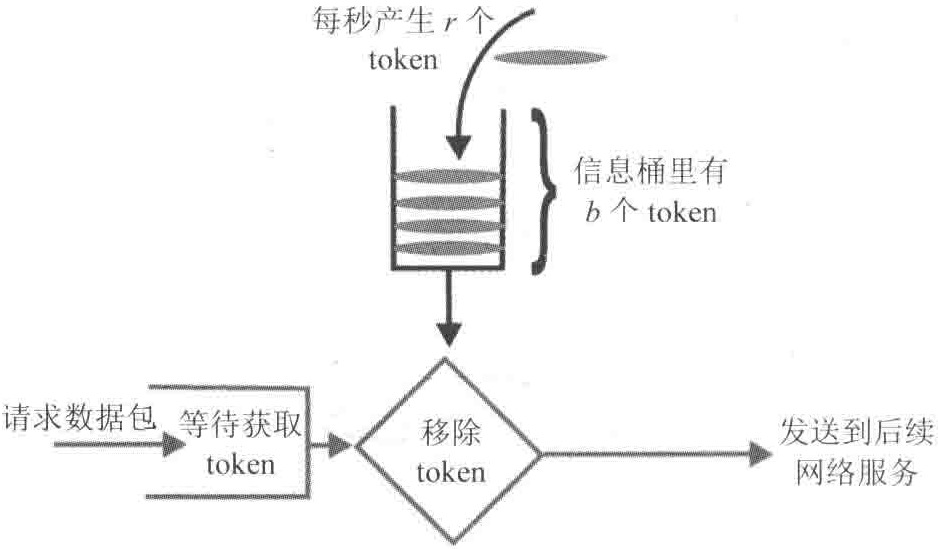 每秒产生 r 个
token
信息桶里有
b 个 token
请求数据包
等待获取
token
移除
token
发送到后续
网络服务